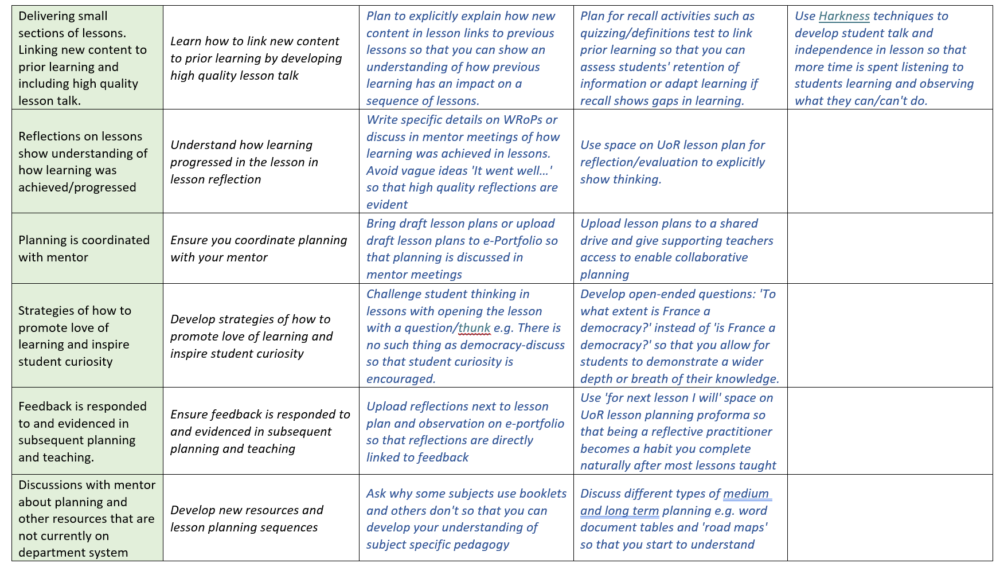 Delivering small
sections of lessons.
Linking new content to
prior learning and
including high quality
lesson talk.
Learn how to link new content
to prior learning by developing
high quality lesson talk
Plan to explicitly explain how new
content in lesson links to previous
lessons so that you can show an
understanding of how previous
learning has an impact on a
sequence of lessons.
Plan for recall activities such as
quizzing/definitions test to link
prior learning so that you can
assess students' retention of
information or adapt learning if
recall shows gaps in learning.
Use Harkness techniques to
develop student talk and
independence in lesson so that
more time is spent listening to
students learning and observing
what they can/can't do.
Reflections on lessons
show understanding of
how learning was
achieved/progressed
Understand how learning
progressed in the lesson in
lesson reflection
Write specific details on WRoPs or
discuss in mentor meetings of how
learning was achieved in lessons.
Avoid vague ideas 'It went well...'
so that high quality reflections are
evident
Use space on UoR lesson plan for
reflection/evaluation to explicitly
show thinking.
Planning is coordinated
with mentor
Ensure you coordinate planning
with your mentor
Bring draft lesson plans or upload
draft lesson plans to e-Portfolio so
that planning is discussed in
mentor meetings
Upload lesson plans to a shared
drive and give supporting teachers
access to enable collaborative
planning
Strategies of how to
promote love of
learning and inspire
student curiosity
Develop strategies of how to
promote love of learning and
inspire student curiosity
Challenge student thinking in
lessons with opening the lesson
with a question/thunk e.g. There is
no such thing as democracy-discuss
so that student curiosity is
encouraged.
Develop open-ended questions: 'To
what extent is France a
democracy?' instead of 'is France a
democracy?' so that you allow for
students to demonstrate a wider
depth or breath of their knowledge.
Feedback is responded
to and evidenced in
subsequent planning
and teaching.
Ensure feedback is responded to
and evidenced in subsequent
planning and teaching
Upload reflections next to lesson
plan and observation on e-portfolio
so that reflections are directly
linked to feedback
Use 'for next lesson I will' space on
UoR lesson planning proforma so
that being a reflective practitioner
becomes a habit you complete
naturally after most lessons taught
Discussions with mentor
about planning and
other resources that are
not currently on
department system
Develop new resources and
lesson planning sequences
Ask why some subjects use booklets
and others don't so that you can
develop your understanding of
subject specific pedagogy
Discuss different types of medium
and long term planning e.g. word
document tables and 'road maps'
so that you start to understand